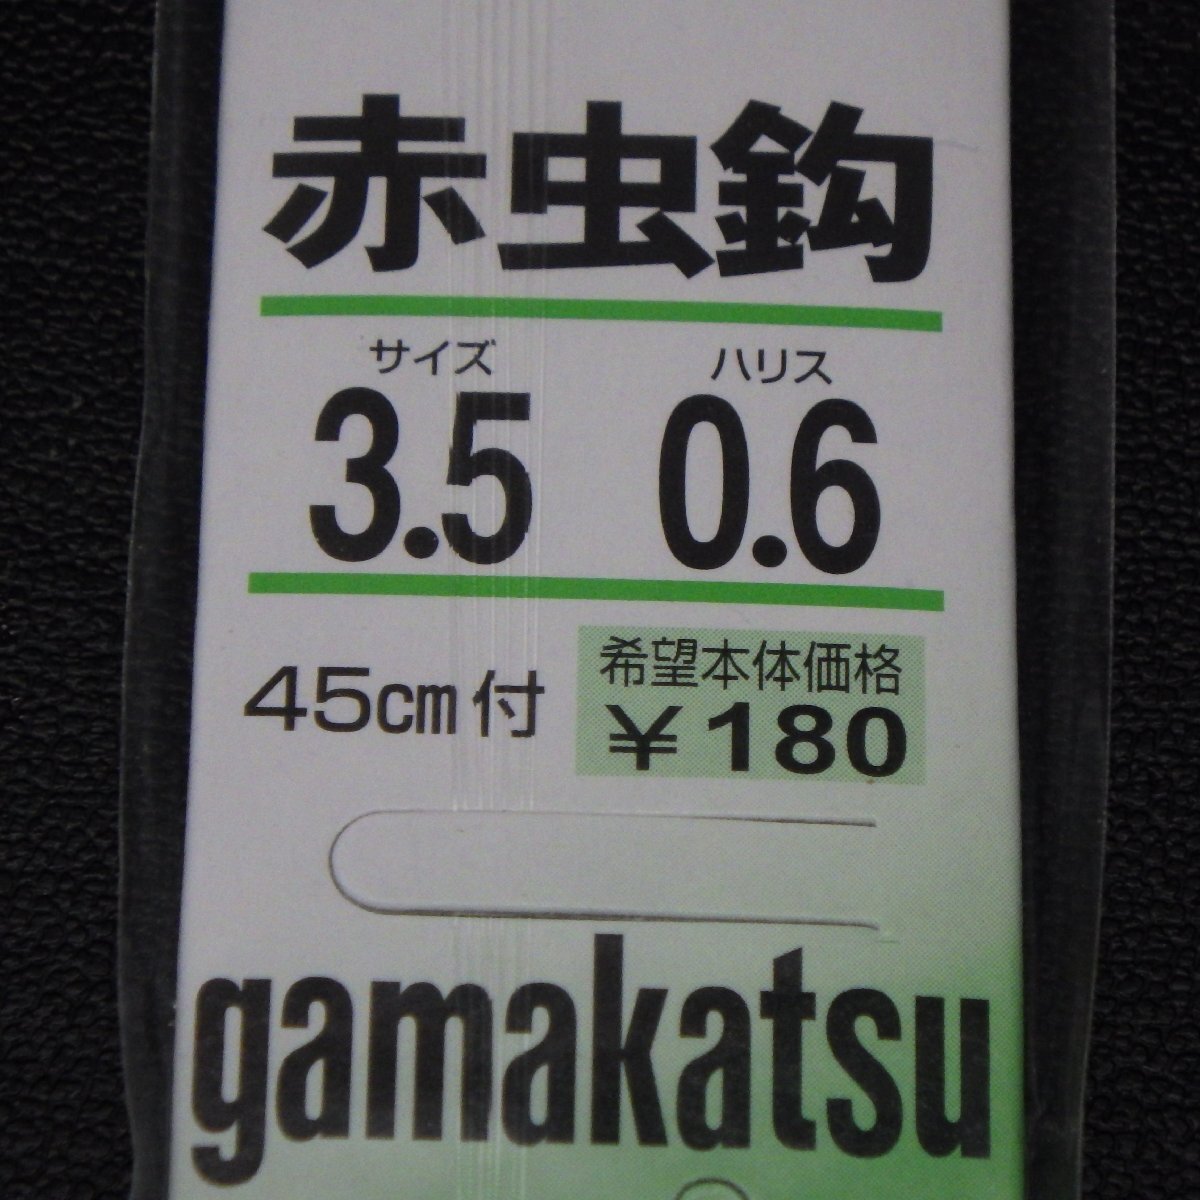 赤虫鈎
サイズ ハリス
3.5 0.6
45cm付
希望本体価格
¥180
gamakatsu